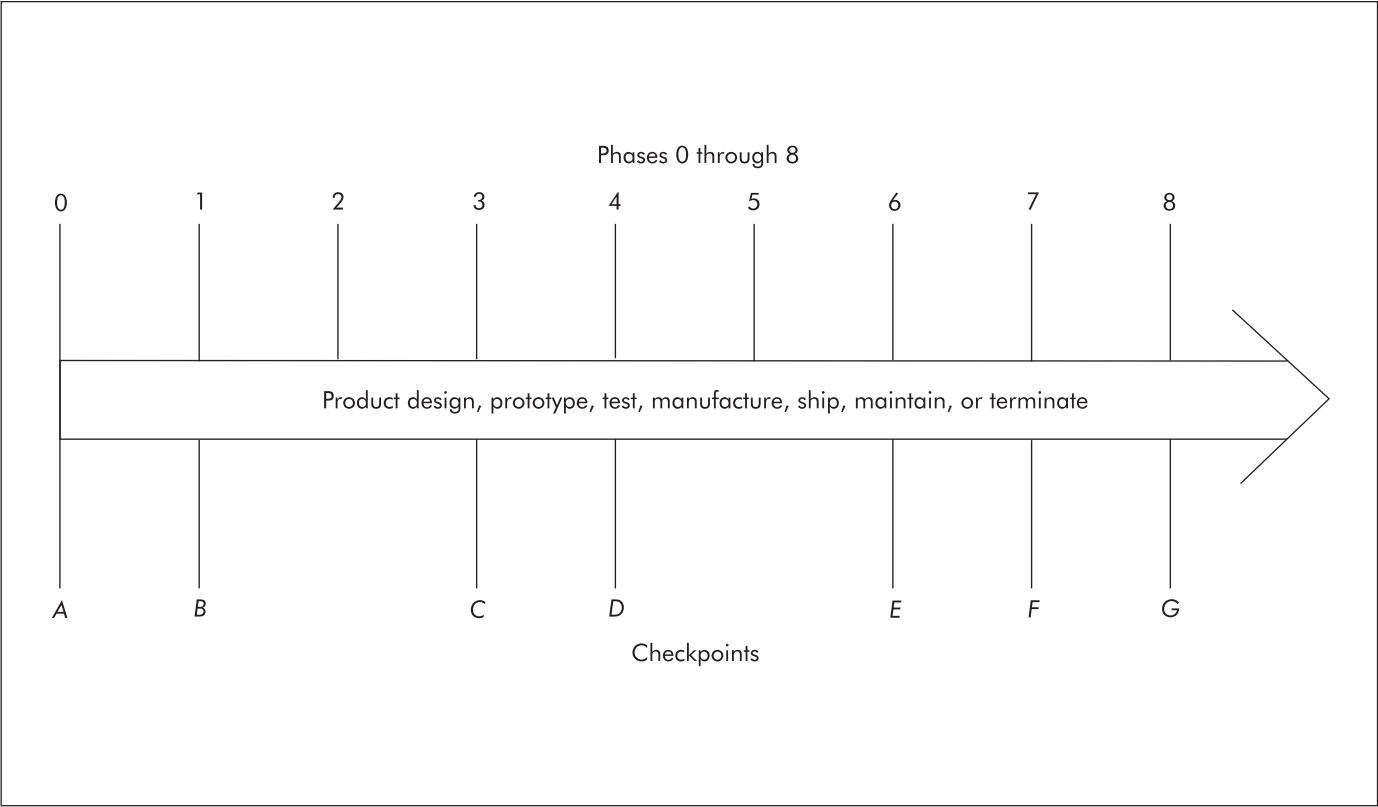 Phases 0 through 8
0 1 2 3 4 5 6 7 8
Product design, prototype, test, manufacture, ship, maintain, or terminate
A B C D E F G
Checkpoints